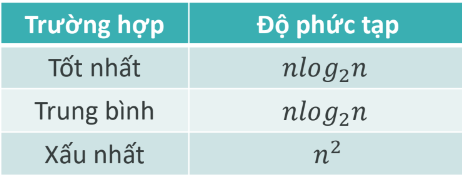 Trường hợp Độ phức tạp
Tốt nhất nlog₂n
Trung bình nlog₂n
Xấu nhất n²